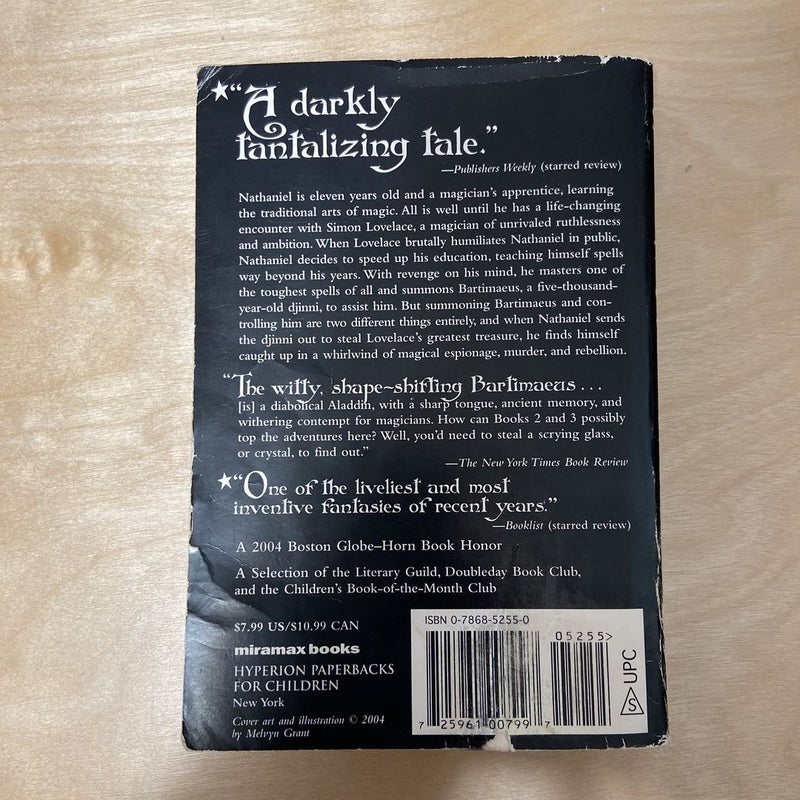 ★“A darkly
tantalizing tale.”
—Publishers Weekly (starred review)
Nathaniel is eleven years old and a magician’s apprentice, learning
the traditional arts of magic. All is well until he has a life-changing
encounter with Simon Lovelace, a magician of unrivaled ruthlessness
and ambition. When Lovelace brutally humiliates Nathaniel in public,
Nathaniel decides to speed up his education, teaching himself spells
way beyond his years. With revenge on his mind, he masters one of
the toughest spells of all and summons Bartimaeus, a five-thousand-
year-old djinni, to assist him. But summoning Bartimaeus and con-
trolling him are two different things entirely, and when Nathaniel sends
the djinni out to steal Lovelace’s greatest treasure, he finds himself
caught up in a whirlwind of magical espionage, murder, and rebellion.
“The witty, shape-shifting Bartimaeus . . .
[is] a diabolical Aladdin, with a sharp tongue, ancient memory, and
withering contempt for magicians. How can Books 2 and 3 possibly
top the adventures here? Well, you’d need to steal a scrying glass,
or crystal, to find out.”
—The New York Times Book Review
★“One of the liveliest and most
inventive fantasies of recent years.”
—Booklist (starred review)
A 2004 Boston Globe–Horn Book Honor
A Selection of the Literary Guild, Doubleday Book Club,
and the Children’s Book-of-the-Month Club
$7.99 US/$10.99 CAN
miramax books
HYPERION PAPERBACKS
FOR CHILDREN
New York
Cover art and illustration © 2004
by Melvyn Grant
ISBN 0-7868-5255-0
05255>
7 25961 00799 7
S UPC